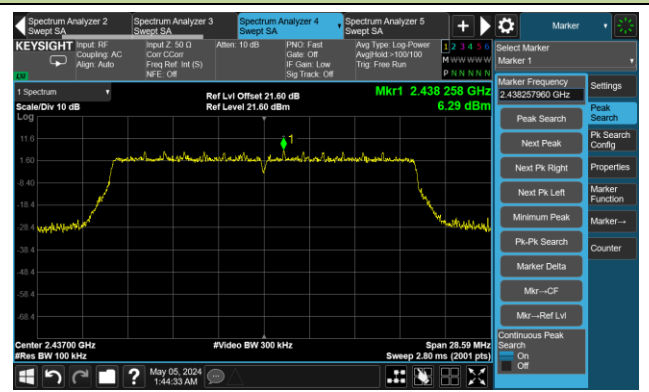 Spectrum Analyzer 2
Swept SA
Spectrum Analyzer 3
Swept SA
Spectrum Analyzer 4
Swept SA
Spectrum Analyzer 5
Swept SA
+
Marker
KEYSIGHT
Input: RF
Coupling: AC
Align: Auto
Input Z: 50 Ω
Corr CCorr
Freq Ref: Int (S)
NFE: Off
Atten: 10 dB
PNO: Fast
Gate: Off
IF Gain: Low
Sig Track: Off
Avg Type: Log-Power
Avg|Hold:>100/100
Trig: Free Run
1 2 3 4 5 6
M W W W W W
P N N N N N
LU
Select Marker
Marker 1
1 Spectrum
Scale/Div 10 dB
Ref Lvl Offset 21.60 dB
Ref Level 21.60 dBm
Mkr1 2.438 258 GHz
6.29 dBm
Log
11.6
1.60
-8.40
-18.4
-28.4
-38.4
-48.4
-58.4
-68.4
1
Center 2.43700 GHz
#Res BW 100 kHz
#Video BW 300 kHz
Span 28.59 MHz
Sweep 2.80 ms (2001 pts)
Marker Frequency
2.438257960 GHz
Peak Search
Next Peak
Next Pk Right
Next Pk Left
Minimum Peak
Pk-Pk Search
Marker Delta
Mkr→CF
Mkr→Ref Lvl
Continuous Peak
Search
On
Off
Settings
Peak
Search
Pk Search
Config
Properties
Marker
Function
Marker→
Counter
?
May 05, 2024
1:44:33 AM